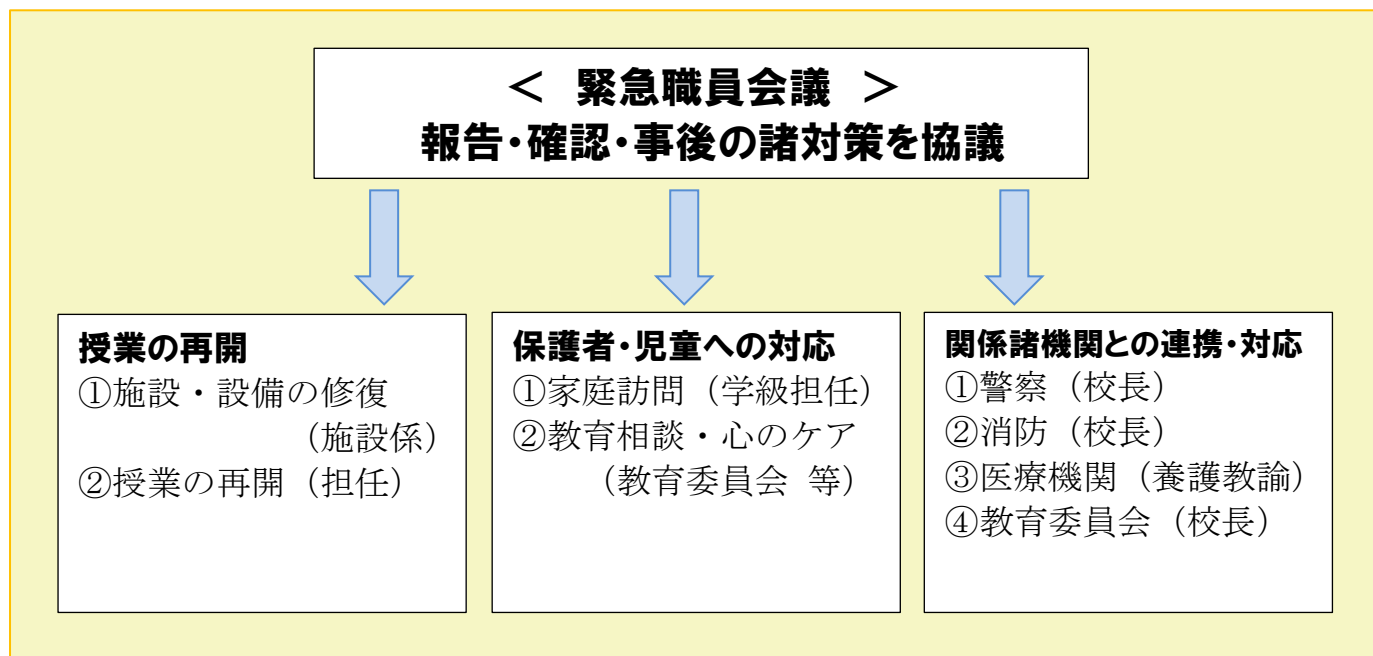 ＜ 緊急職員会議 ＞
報告・確認・事後の諸対策を協議
授業の再開
①施設・設備の修復
（施設係）
②授業の再開（担任）
保護者・児童への対応
①家庭訪問（学級担任）
②教育相談・心のケア
（教育委員会 等）
関係諸機関との連携・対応
①警察（校長）
②消防（校長）
③医療機関（養護教諭）
④教育委員会（校長）